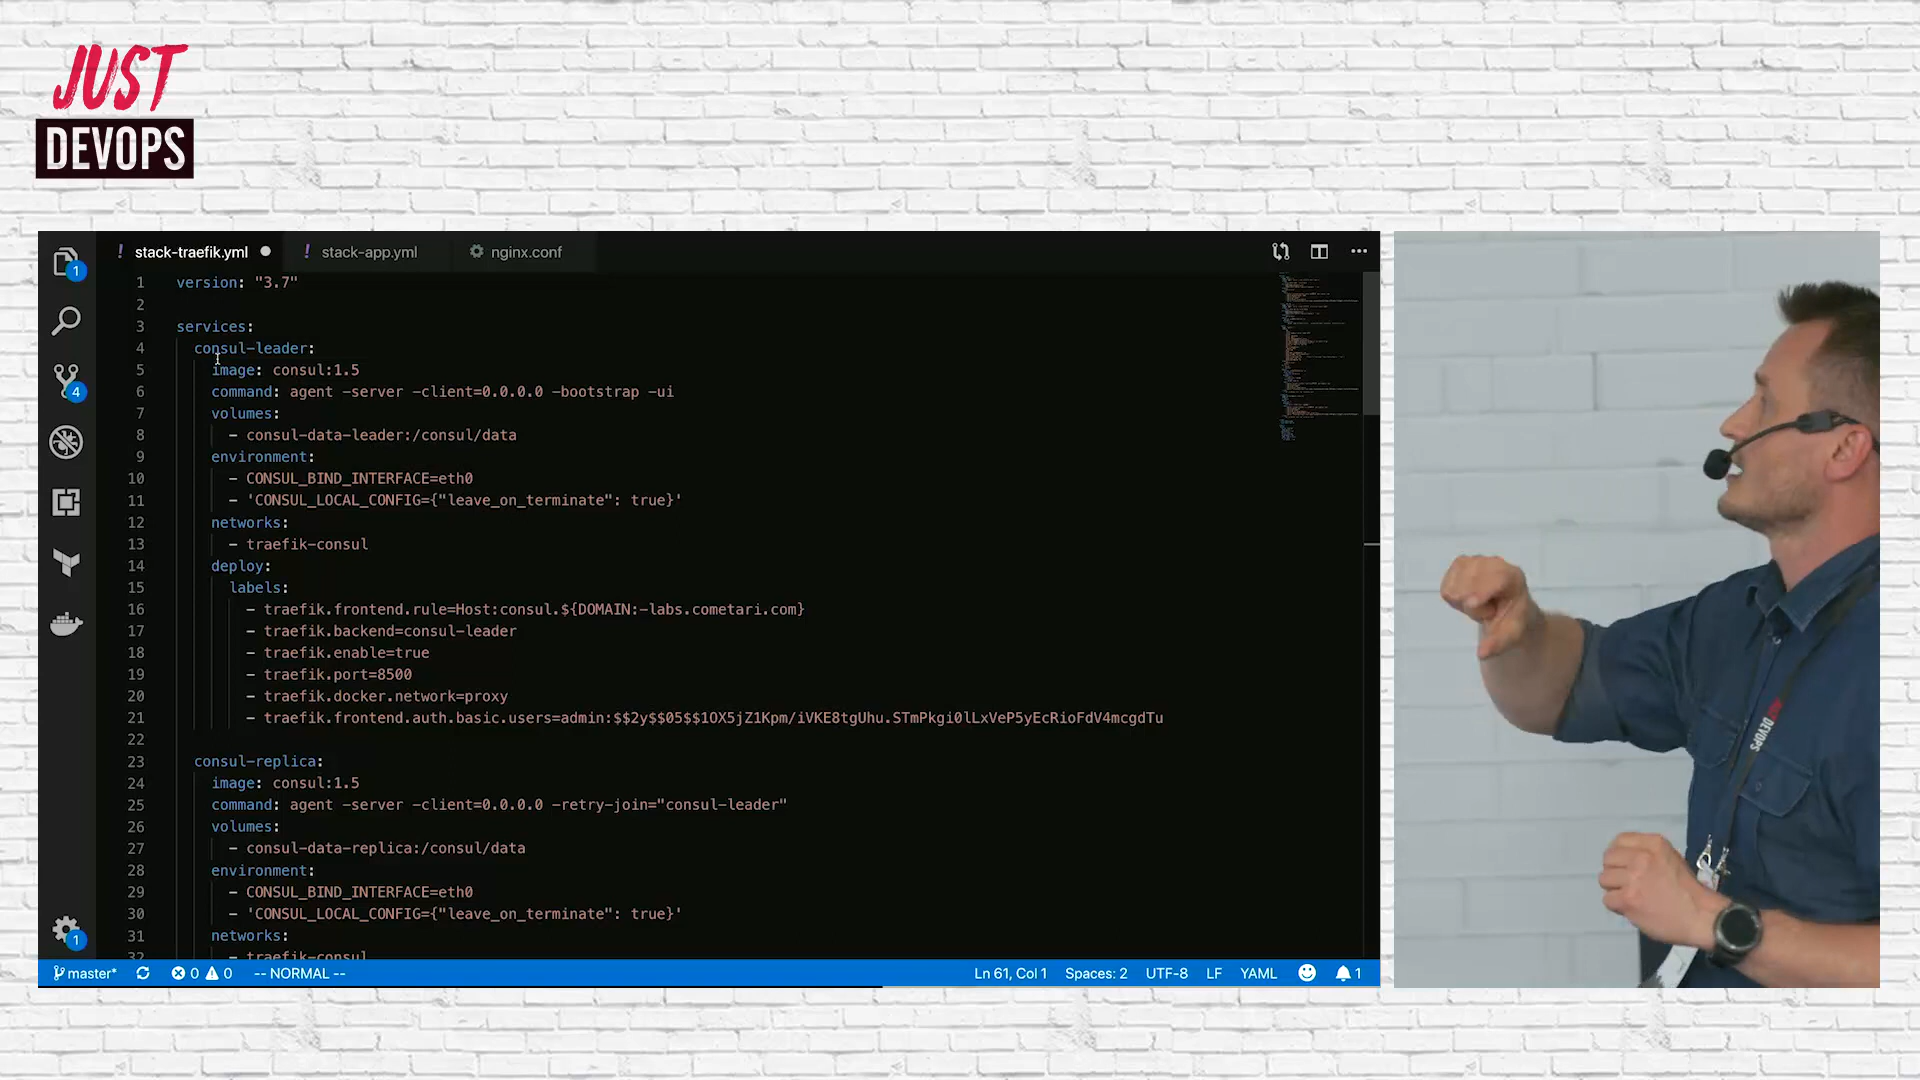 JUST
DEVOPS
stack-traefik.yml
stack-app.yml
nginx.conf
1
4
1
1 version: "3.7"
2
3 services:
4 consul-leader:
5 image: consul:1.5
6 command: agent -server -client=0.0.0.0 -bootstrap -ui
7 volumes:
8 - consul-data-leader:/consul/data
9 environment:
10 - CONSUL_BIND_INTERFACE=eth0
11 - 'CONSUL_LOCAL_CONFIG={"leave_on_terminate": true}'
12 networks:
13 - traefik-consul
14 deploy:
15 labels:
16 - traefik.frontend.rule=Host:consul.${DOMAIN:-labs.cometari.com}
17 - traefik.backend=consul-leader
18 - traefik.enable=true
19 - traefik.port=8500
20 - traefik.docker.network=proxy
21 - traefik.frontend.auth.basic.users=admin:$$2y$$05$$1OX5jZ1Kpm/iVKE8tgUhu.STmPkgi0lLxVeP5yEcRioFdV4mcgdTu
22
23 consul-replica:
24 image: consul:1.5
25 command: agent -server -client=0.0.0.0 -retry-join="consul-leader"
26 volumes:
27 - consul-data-replica:/consul/data
28 environment:
29 - CONSUL_BIND_INTERFACE=eth0
30 - 'CONSUL_LOCAL_CONFIG={"leave_on_terminate": true}'
31 networks:
32 - traefik-consul
master* 0 0 -- NORMAL -- Ln 61, Col 1 Spaces: 2 UTF-8 LF YAML 1
JUST DEVOPS